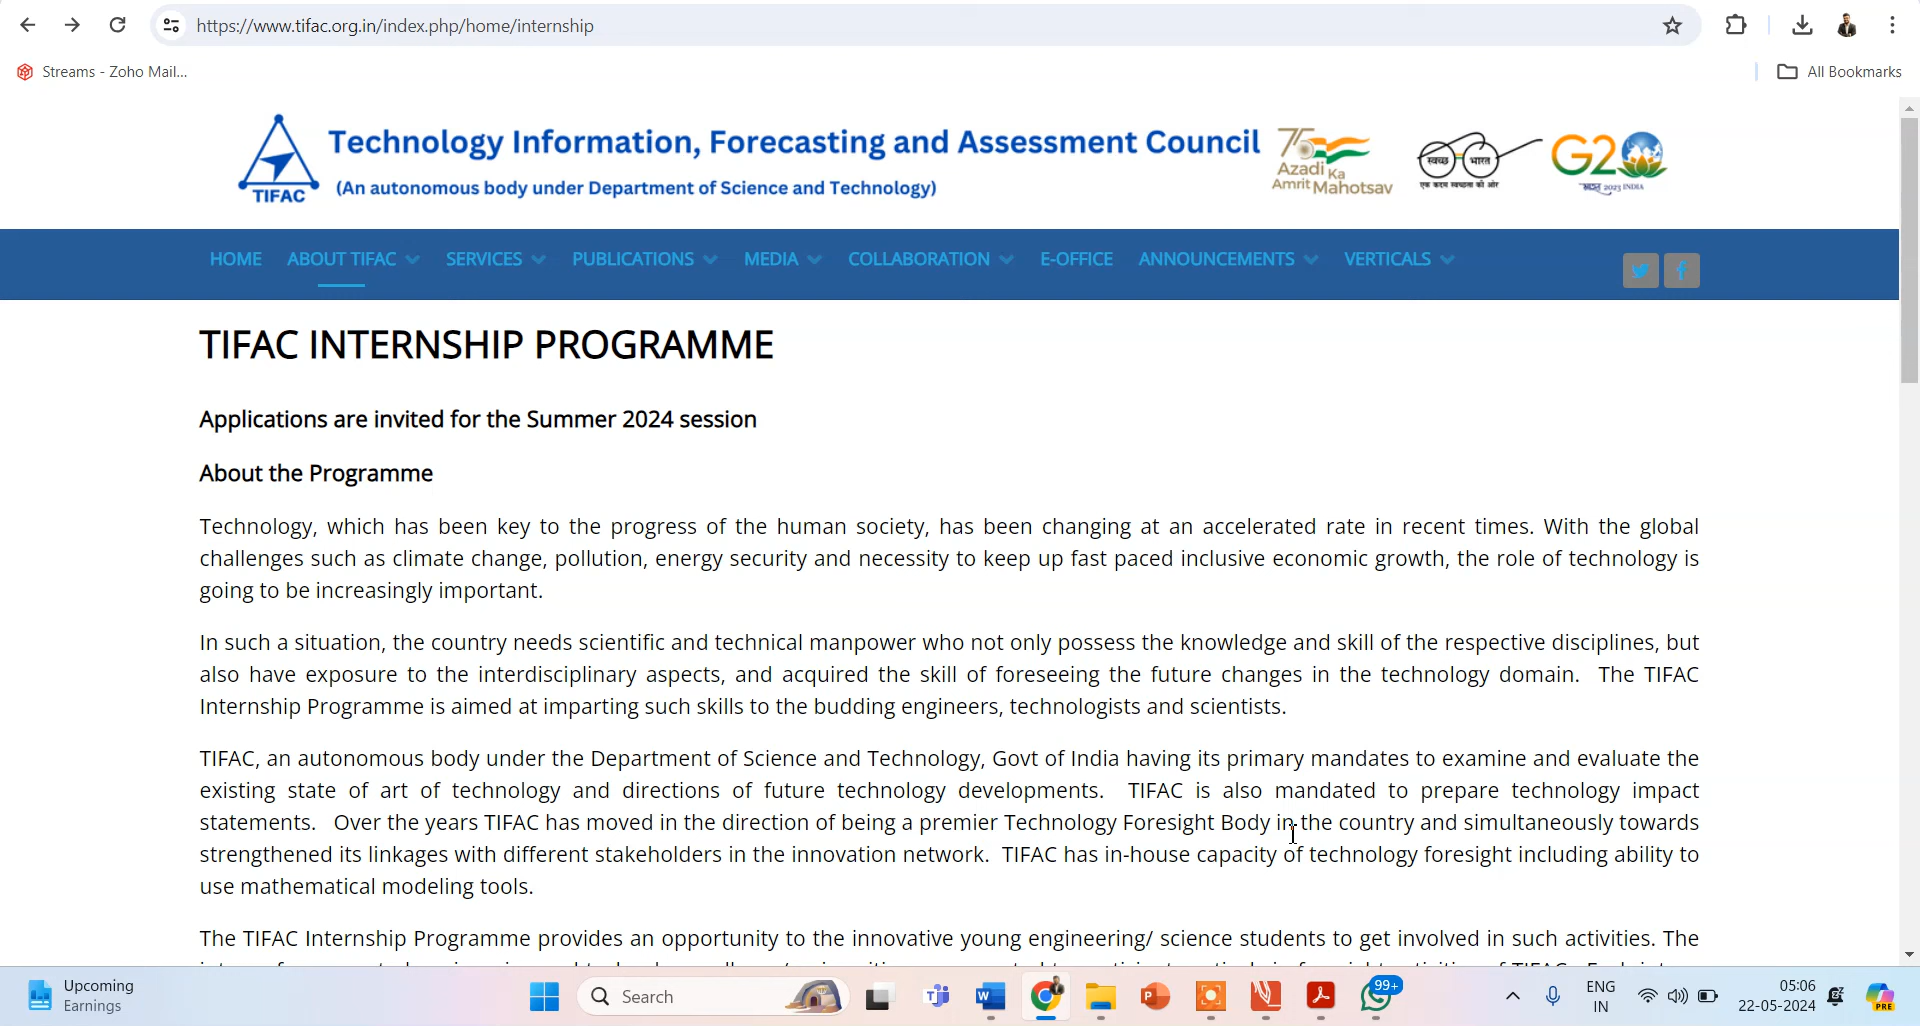 https://www.tifac.org.in/index.php/home/internship
Streams - Zoho Mail...
All Bookmarks
Technology Information, Forecasting and Assessment Council
(An autonomous body under Department of Science and Technology)
TIFAC
75
Azadi Ka
Amrit Mahotsav
स्वच्छ भारत
एक कदम स्वच्छता की ओर
G20
भारत 2023 INDIA
HOME ABOUT TIFAC SERVICES PUBLICATIONS MEDIA COLLABORATION E-OFFICE ANNOUNCEMENTS VERTICALS
TIFAC INTERNSHIP PROGRAMME
Applications are invited for the Summer 2024 session
About the Programme
Technology, which has been key to the progress of the human society, has been changing at an accelerated rate in recent times. With the global
challenges such as climate change, pollution, energy security and necessity to keep up fast paced inclusive economic growth, the role of technology is
going to be increasingly important.
In such a situation, the country needs scientific and technical manpower who not only possess the knowledge and skill of the respective disciplines, but
also have exposure to the interdisciplinary aspects, and acquired the skill of foreseeing the future changes in the technology domain. The TIFAC
Internship Programme is aimed at imparting such skills to the budding engineers, technologists and scientists.
TIFAC, an autonomous body under the Department of Science and Technology, Govt of India having its primary mandates to examine and evaluate the
existing state of art of technology and directions of future technology developments. TIFAC is also mandated to prepare technology impact
statements. Over the years TIFAC has moved in the direction of being a premier Technology Foresight Body in the country and simultaneously towards
strengthened its linkages with different stakeholders in the innovation network. TIFAC has in-house capacity of technology foresight including ability to
use mathematical modeling tools.
The TIFAC Internship Programme provides an opportunity to the innovative young engineering/ science students to get involved in such activities. The
Upcoming
Earnings
Search
99+
ENG
IN
05:06
22-05-2024
PRE